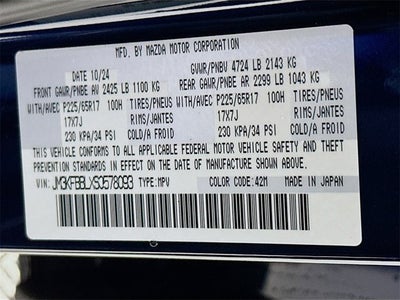 MFD. BY MAZDA MOTOR CORPORATION
DATE 10/24 GVWR/PNBV 4724 LB 2143 KG
FRONT GAWR/PNBE AV 2425 LB 1100 KG REAR GAWR/PNBE AR 2299 LB 1043 KG
WITH/AVEC P225/65R17 100H TIRES/PNEUS WITH/AVEC P225/65R17 100H TIRES/PNEUS
17X7J RIMS/JANTES 17X7J RIMS/JANTES
230 KPA/34 PSI COLD/A FROID 230 KPA/34 PSI COLD/A FROID
THIS VEHICLE CONFORMS TO ALL APPLICABLE FEDERAL MOTOR VEHICLE SAFETY AND THEFT
PREVENTION STANDARDS IN EFFECT ON THE DATE OF MANUFACTURE SHOWN ABOVE.
VIN: TYPE: MPV COLOR CODE: 42M MADE IN JAPAN